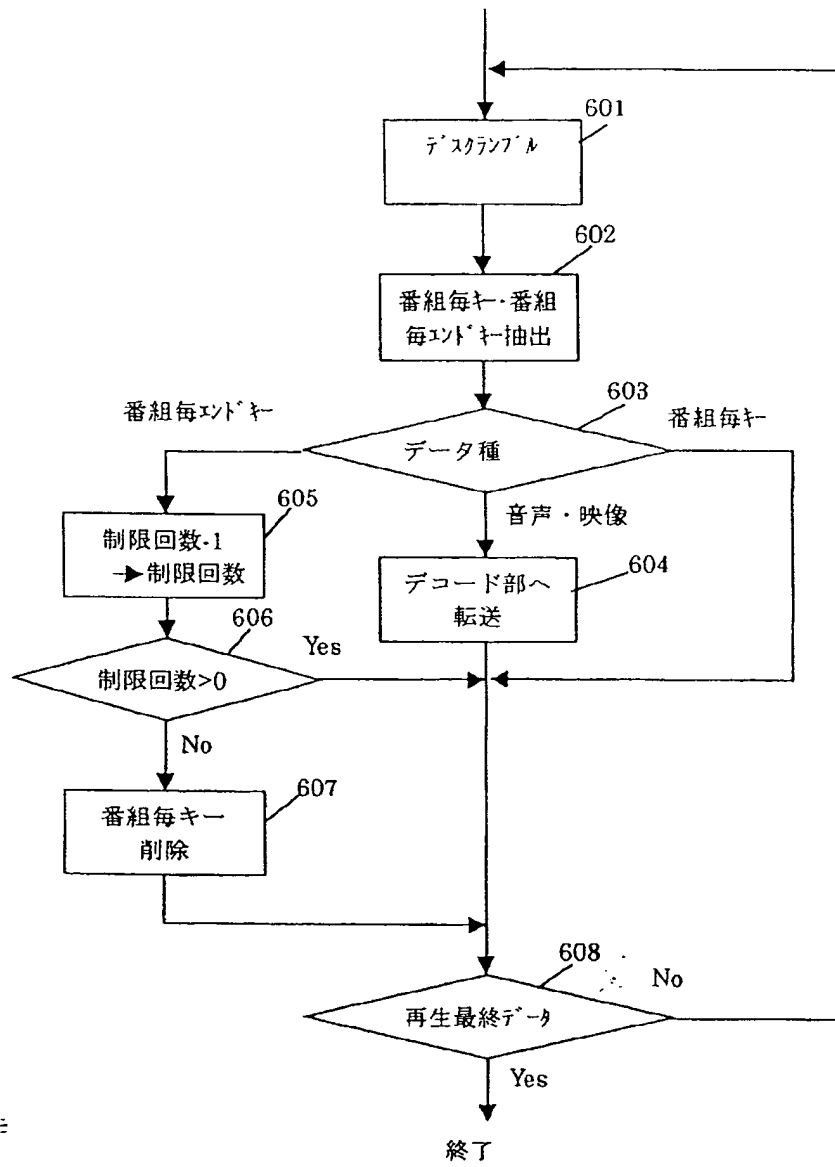 601
デスクランブル
602
番組毎キー・番組
毎エンドキー抽出
603
番組毎エンドキー
番組毎キー
データ種
605
音声・映像
制限回数-1
→制限回数
604
デコード部へ
転送
606
Yes
制限回数>0
No
607
番組毎キー
削除
608
No
再生最終データ
Yes
終了